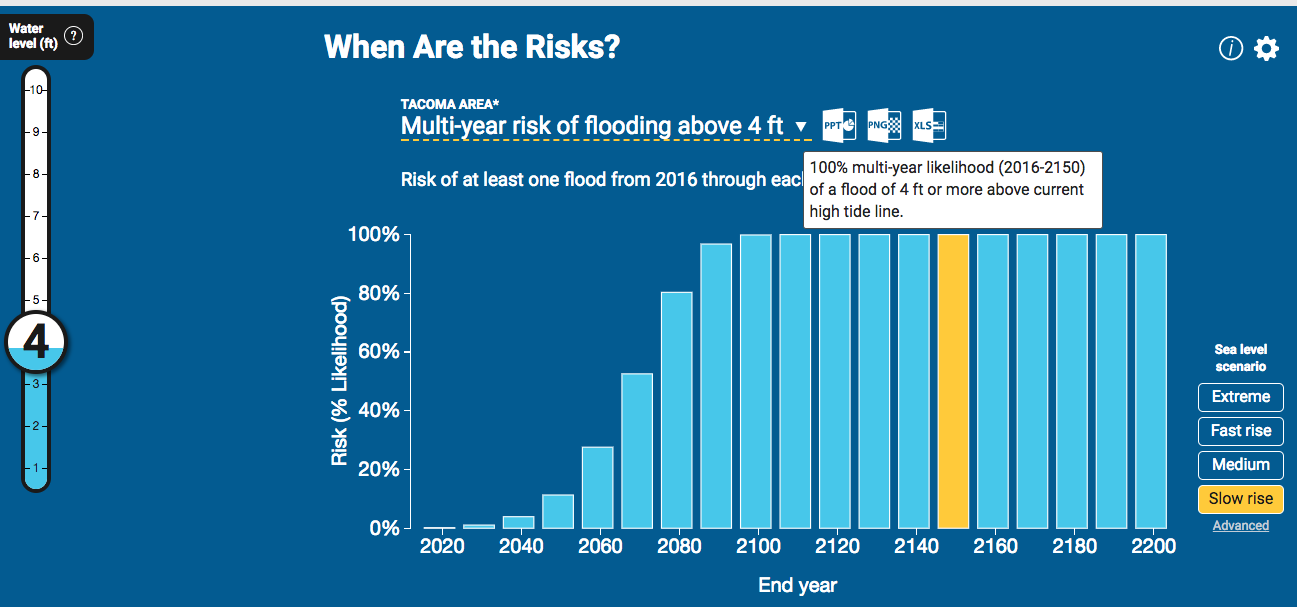 Water
level (ft) ?
When Are the Risks?
i
TACOMA AREA*
Multi-year risk of flooding above 4 ft
PPT
PNG
XLS
Risk of at least one flood from 2016 through each
100% multi-year likelihood (2016-2150)
of a flood of 4 ft or more above current
high tide line.
10
9
8
7
6
5
4
3
2
1
Risk (% Likelihood)
100%
80%
60%
40%
20%
0%
2020 2040 2060 2080 2100 2120 2140 2160 2180 2200
End year
Sea level
scenario
Extreme
Fast rise
Medium
Slow rise
Advanced